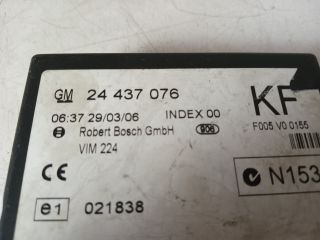 GM 24 437 076
KF
06:37 29/03/06 INDEX 00
Robert Bosch GmbH 906
F005 V0 0155
VIM 224
CE
N153
e1 021838